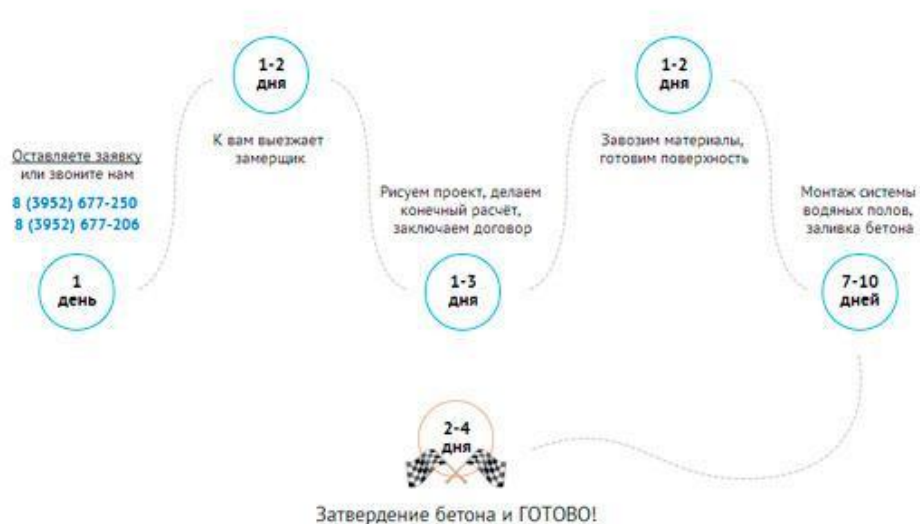 Оставляете заявку
или звоните нам
8 (3952) 677-250
8 (3952) 677-206
1
день
1-2
дня
К вам выезжает
замерщик
Рисуем проект, делаем
конечный расчёт,
заключаем договор
1-3
дня
1-2
дня
Завозим материалы,
готовим поверхность
Монтаж системы
водяных полов,
заливка бетона
7-10
дней
2-4
дня
Затвердение бетона и ГОТОВО!